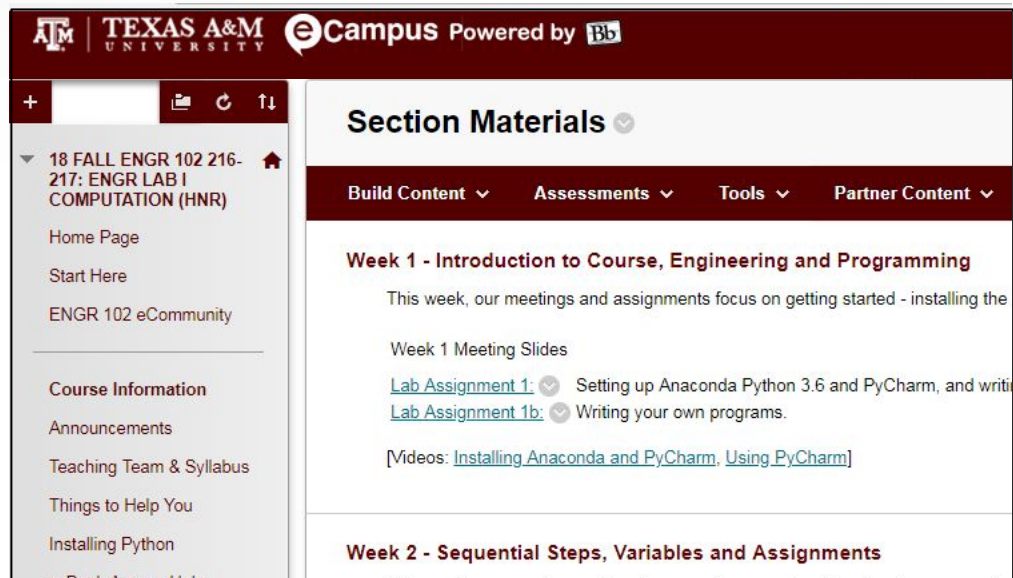 TEXAS A&M
UNIVERSITY
eCampus Powered by Bb
Section Materials
18 FALL ENGR 102 216-
217: ENGR LAB I
COMPUTATION (HNR)
Home Page
Start Here
ENGR 102 eCommunity
Course Information
Announcements
Teaching Team & Syllabus
Things to Help You
Installing Python
Build Content
Assessments
Tools
Partner Content
Week 1 - Introduction to Course, Engineering and Programming
This week, our meetings and assignments focus on getting started - installing the
Week 1 Meeting Slides
Lab Assignment 1: Setting up Anaconda Python 3.6 and PyCharm, and writi
Lab Assignment 1b: Writing your own programs.
[Videos: Installing Anaconda and PyCharm, Using PyCharm]
Week 2 - Sequential Steps, Variables and Assignments